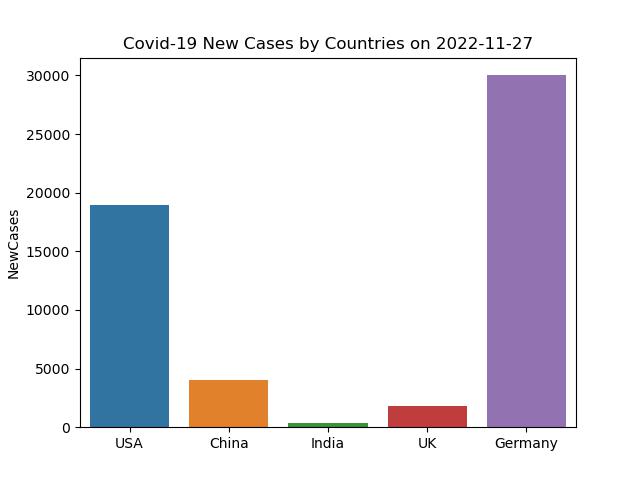 Covid-19 New Cases by Countries on 2022-11-27
30000
25000
20000
15000
10000
5000
0
NewCases
USA China India UK Germany